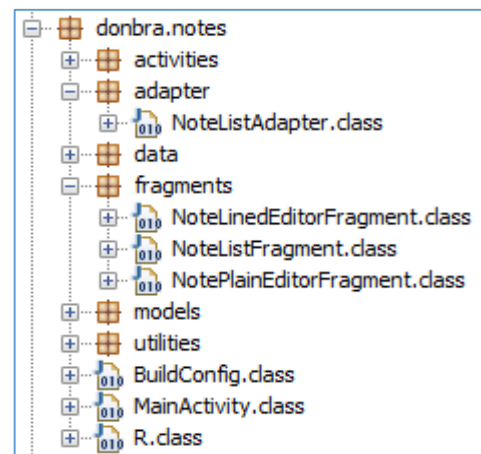 donbra.notes
activities
adapter
NoteListAdapter.class
data
fragments
NoteLinedEditorFragment.class
NoteListFragment.class
NotePlainEditorFragment.class
models
utilities
BuildConfig.class
MainActivity.class
R.class